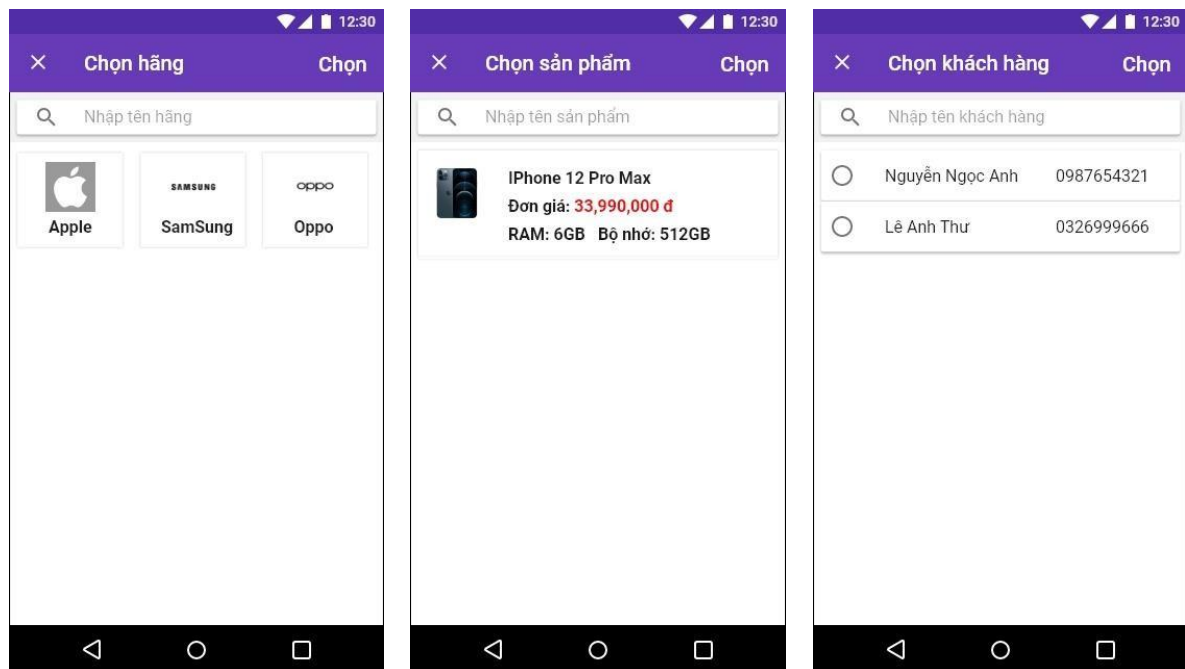 12:30
Chọn hãng Chọn
Nhập tên hãng
SAMSUNG oppo
Apple SamSung Oppo
12:30
Chọn sản phẩm Chọn
Nhập tên sản phẩm
IPhone 12 Pro Max
Đơn giá: 33,990,000 đ
RAM: 6GB Bộ nhớ: 512GB
12:30
Chọn khách hàng Chọn
Nhập tên khách hàng
Nguyễn Ngọc Anh 0987654321
Lê Anh Thư 0326999666